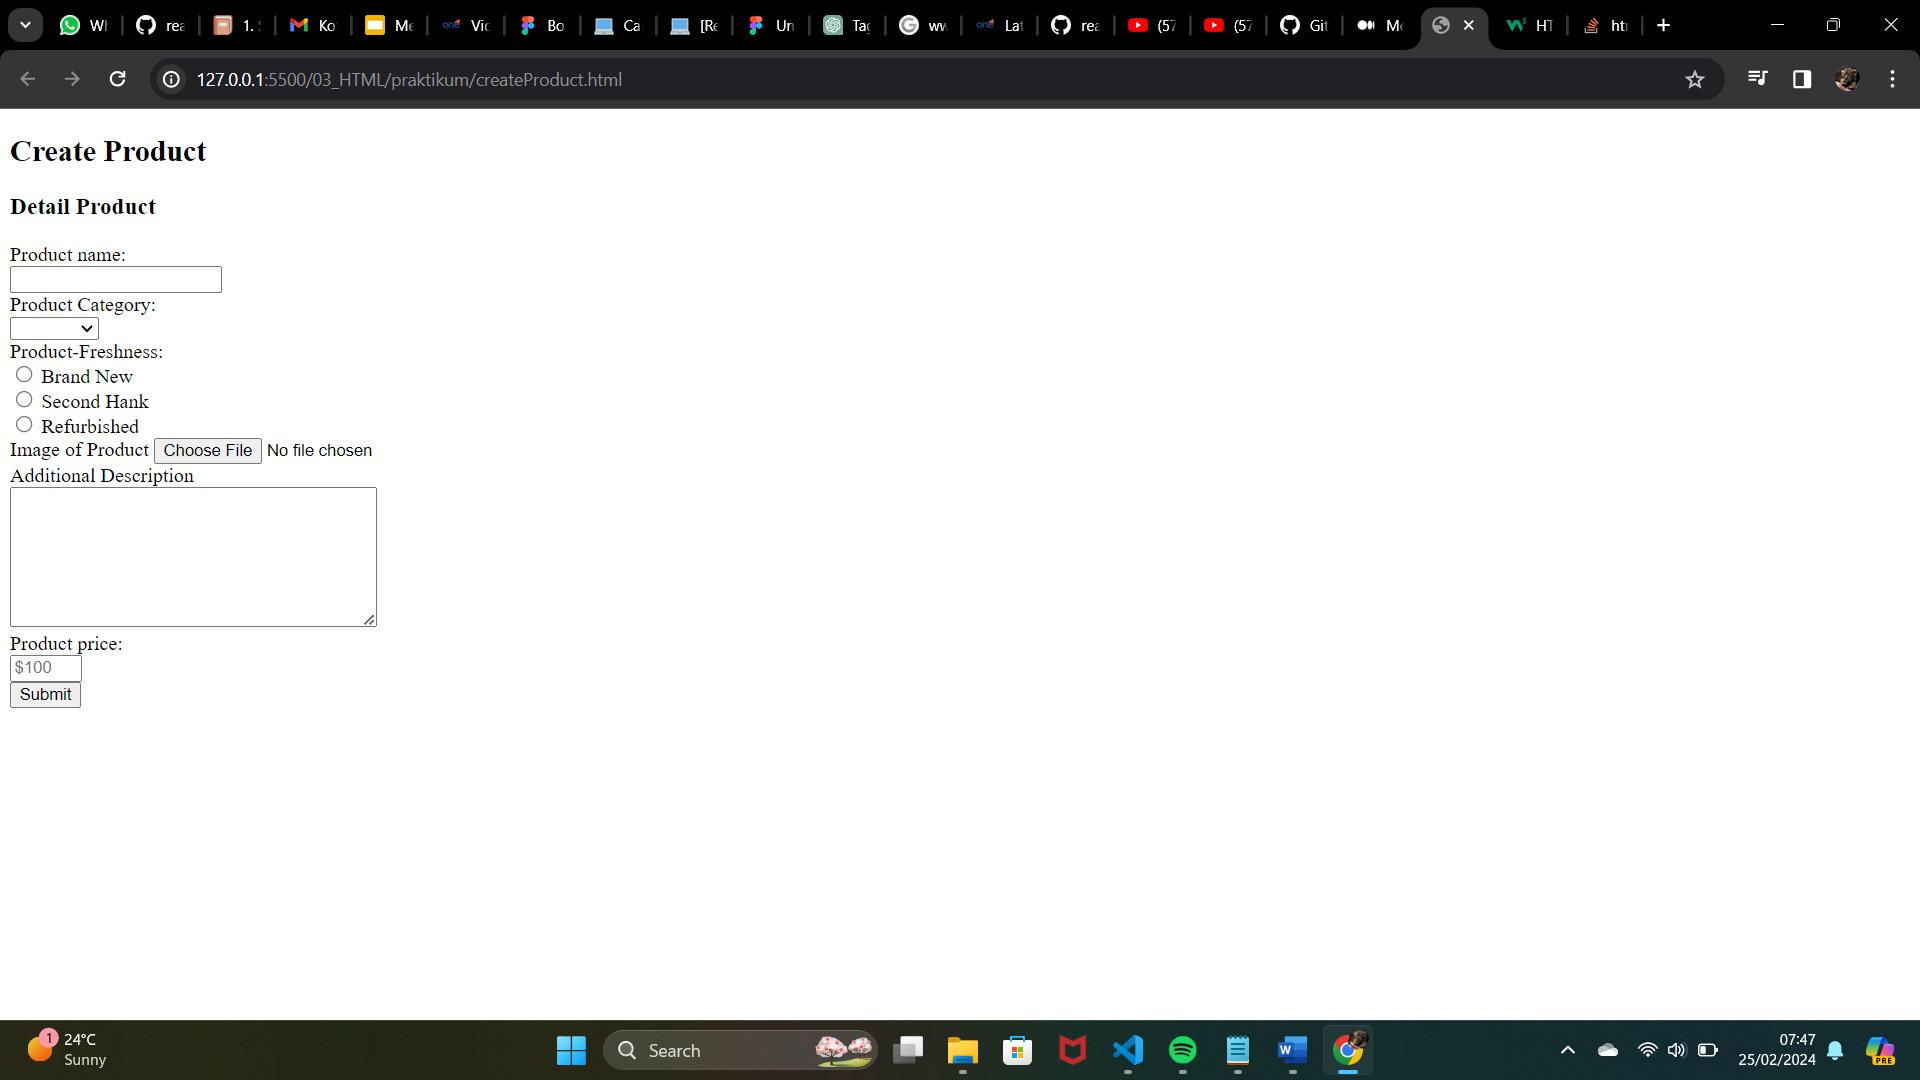 Wh
rea
1. S
Ko
Me
Vic
Bo
Ca
[Re
Un
Tag
ww
Lat
rea
(57
(57
Git
Me
HT
htt
127.0.0.1:5500/03_HTML/praktikum/createProduct.html
Create Product
Detail Product
Product name:
Product Category:
Product-Freshness:
Brand New
Second Hank
Refurbished
Image of Product Choose File No file chosen
Additional Description
Product price:
$100
Submit
1
24°C
Sunny
Search
07:47
25/02/2024
PRE